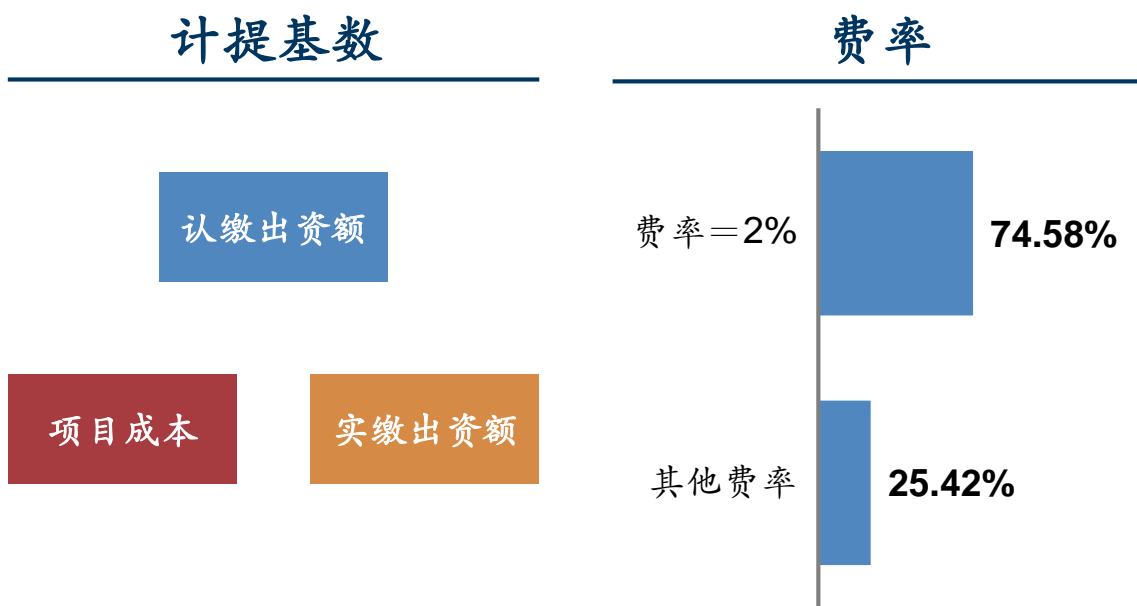 计提基数
认缴出资额
项目成本
实缴出资额
费率
费率＝2%
74.58%
其他费率
25.42%